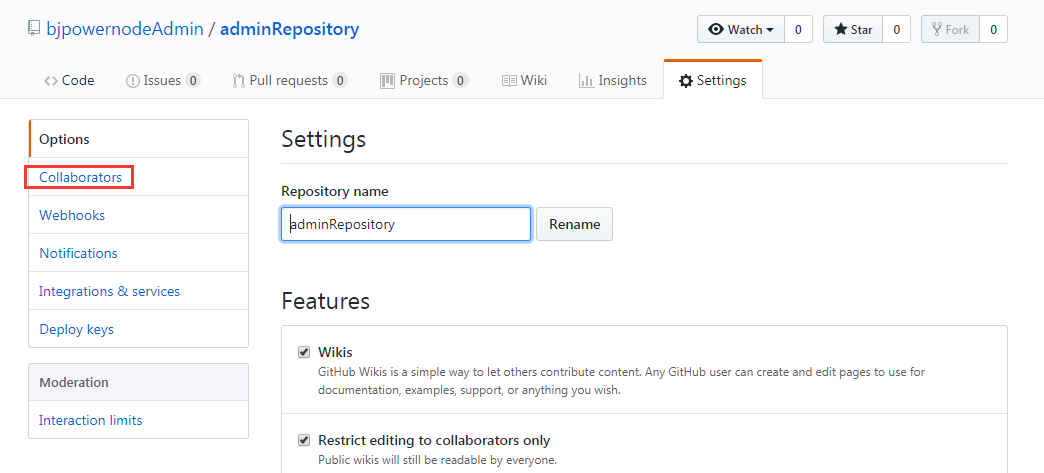 bjpowernodeAdmin / adminRepository
Watch 0 Star 0 Fork 0
Code Issues 0 Pull requests 0 Projects 0 Wiki Insights Settings
Options
Collaborators
Webhooks
Notifications
Integrations & services
Deploy keys
Moderation
Interaction limits
Settings
Repository name
adminRepository Rename
Features
Wikis
GitHub Wikis is a simple way to let others contribute content. Any GitHub user can create and edit pages to use for
documentation, examples, support, or anything you wish.
Restrict editing to collaborators only
Public wikis will still be readable by everyone.